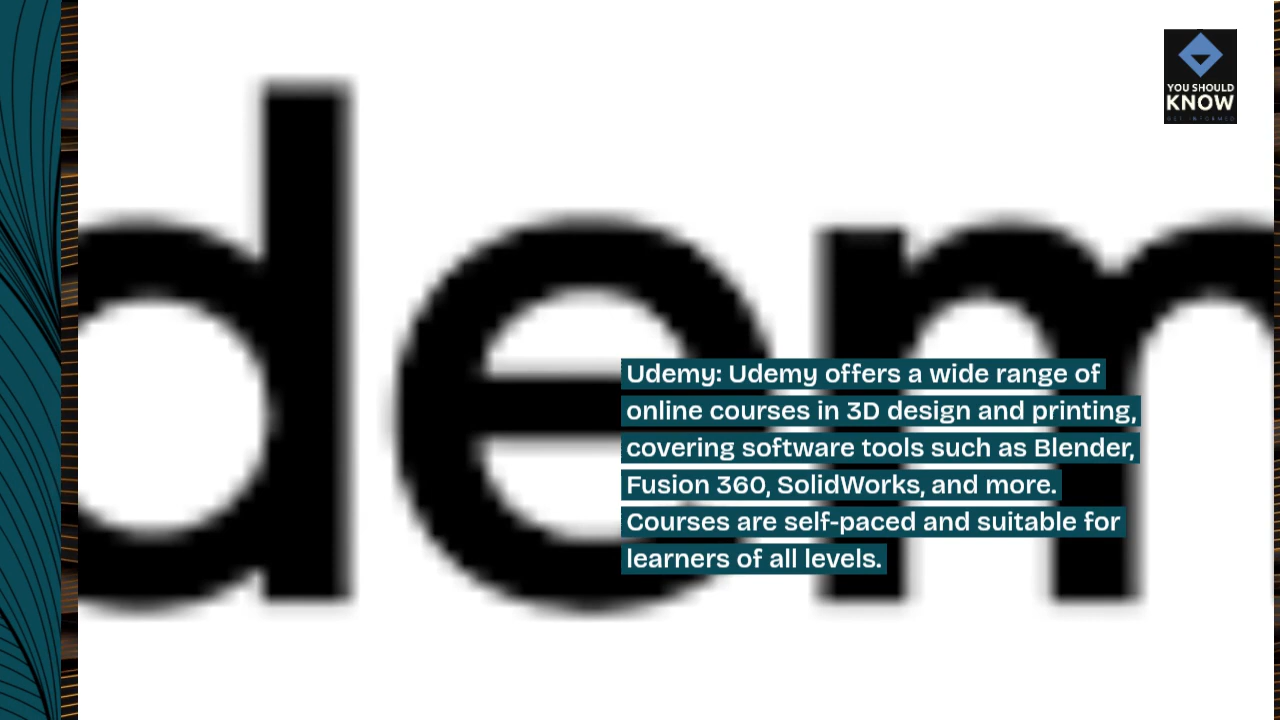 YOU SHOULD
KNOW
GET INFORMED
dem
Udemy: Udemy offers a wide range of
online courses in 3D design and printing,
covering software tools such as Blender,
Fusion 360, SolidWorks, and more.
Courses are self-paced and suitable for
learners of all levels.